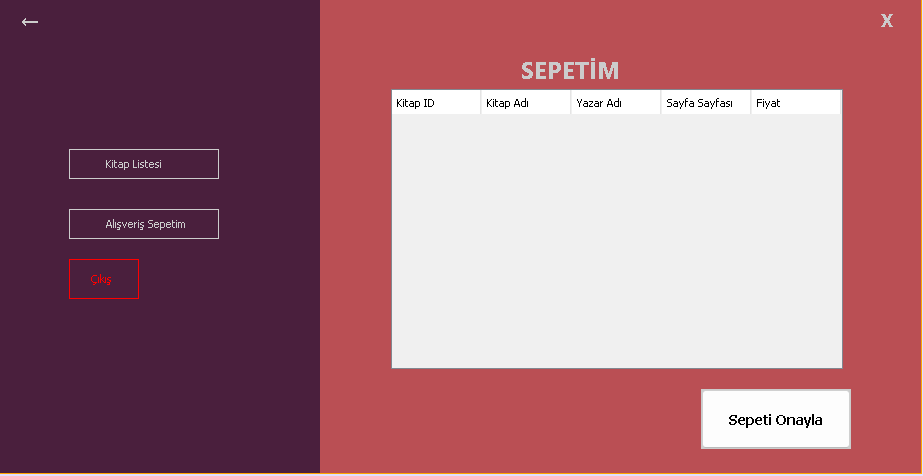 ←
X
SEPETİM
Kitap ID Kitap Adı Yazar Adı Sayfa Sayfası Fiyat
Kitap Listesi
Alışveriş Sepetim
Çıkış
Sepeti Onayla